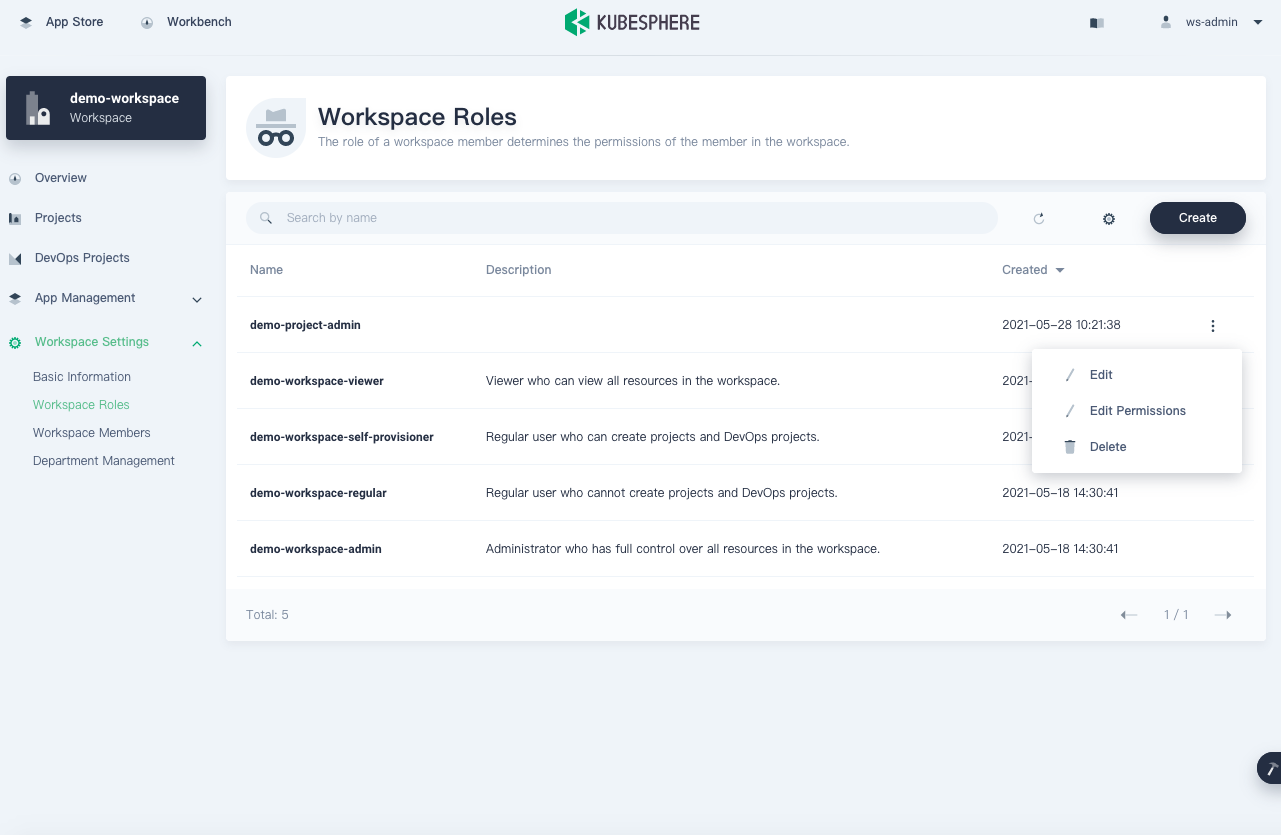 App Store
Workbench
KUBESPHERE
ws-admin
demo-workspace
Workspace
Overview
Projects
DevOps Projects
App Management
Workspace Settings
Basic Information
Workspace Roles
Workspace Members
Department Management
Workspace Roles
The role of a workspace member determines the permissions of the member in the workspace.
Search by name
Create
Name Description Created
demo-project-admin 2021-05-28 10:21:38
demo-workspace-viewer Viewer who can view all resources in the workspace. 2021-
demo-workspace-self-provisioner Regular user who can create projects and DevOps projects. 2021-
demo-workspace-regular Regular user who cannot create projects and DevOps projects. 2021-05-18 14:30:41
demo-workspace-admin Administrator who has full control over all resources in the workspace. 2021-05-18 14:30:41
Edit
Edit Permissions
Delete
Total: 5
1 / 1